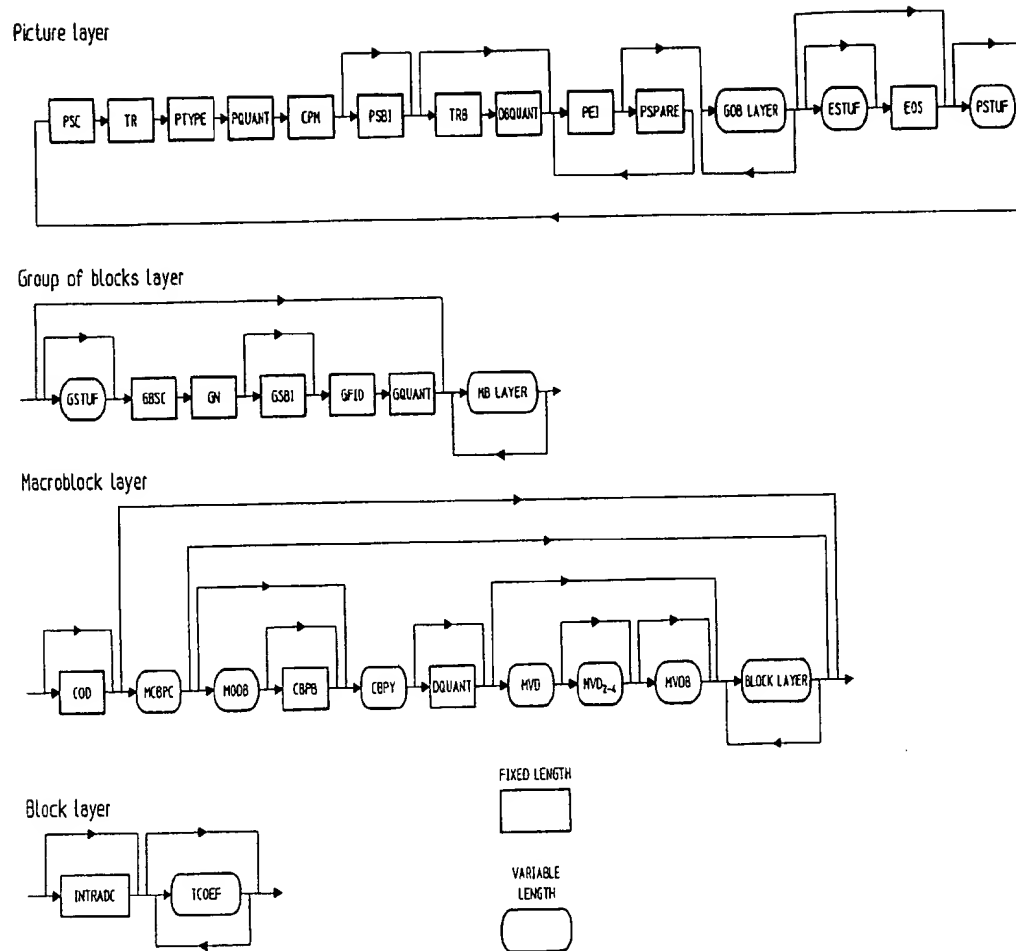 Picture layer
PSC TR PTYPE PQUANT CPM PSBI TRB DBQUANT PEI PSPARE GOB LAYER ESTUF EOS PSTUF
Group of blocks layer
GSTUF GBSC GN GSBI GFID GQUANT MB LAYER
Macroblock layer
COD MCBPC MODB CBPB CBPY DQUANT MVD MVD2-4 MVDB BLOCK LAYER
FIXED LENGTH
Block layer
INTRADC TCOEF
VARIABLE
LENGTH